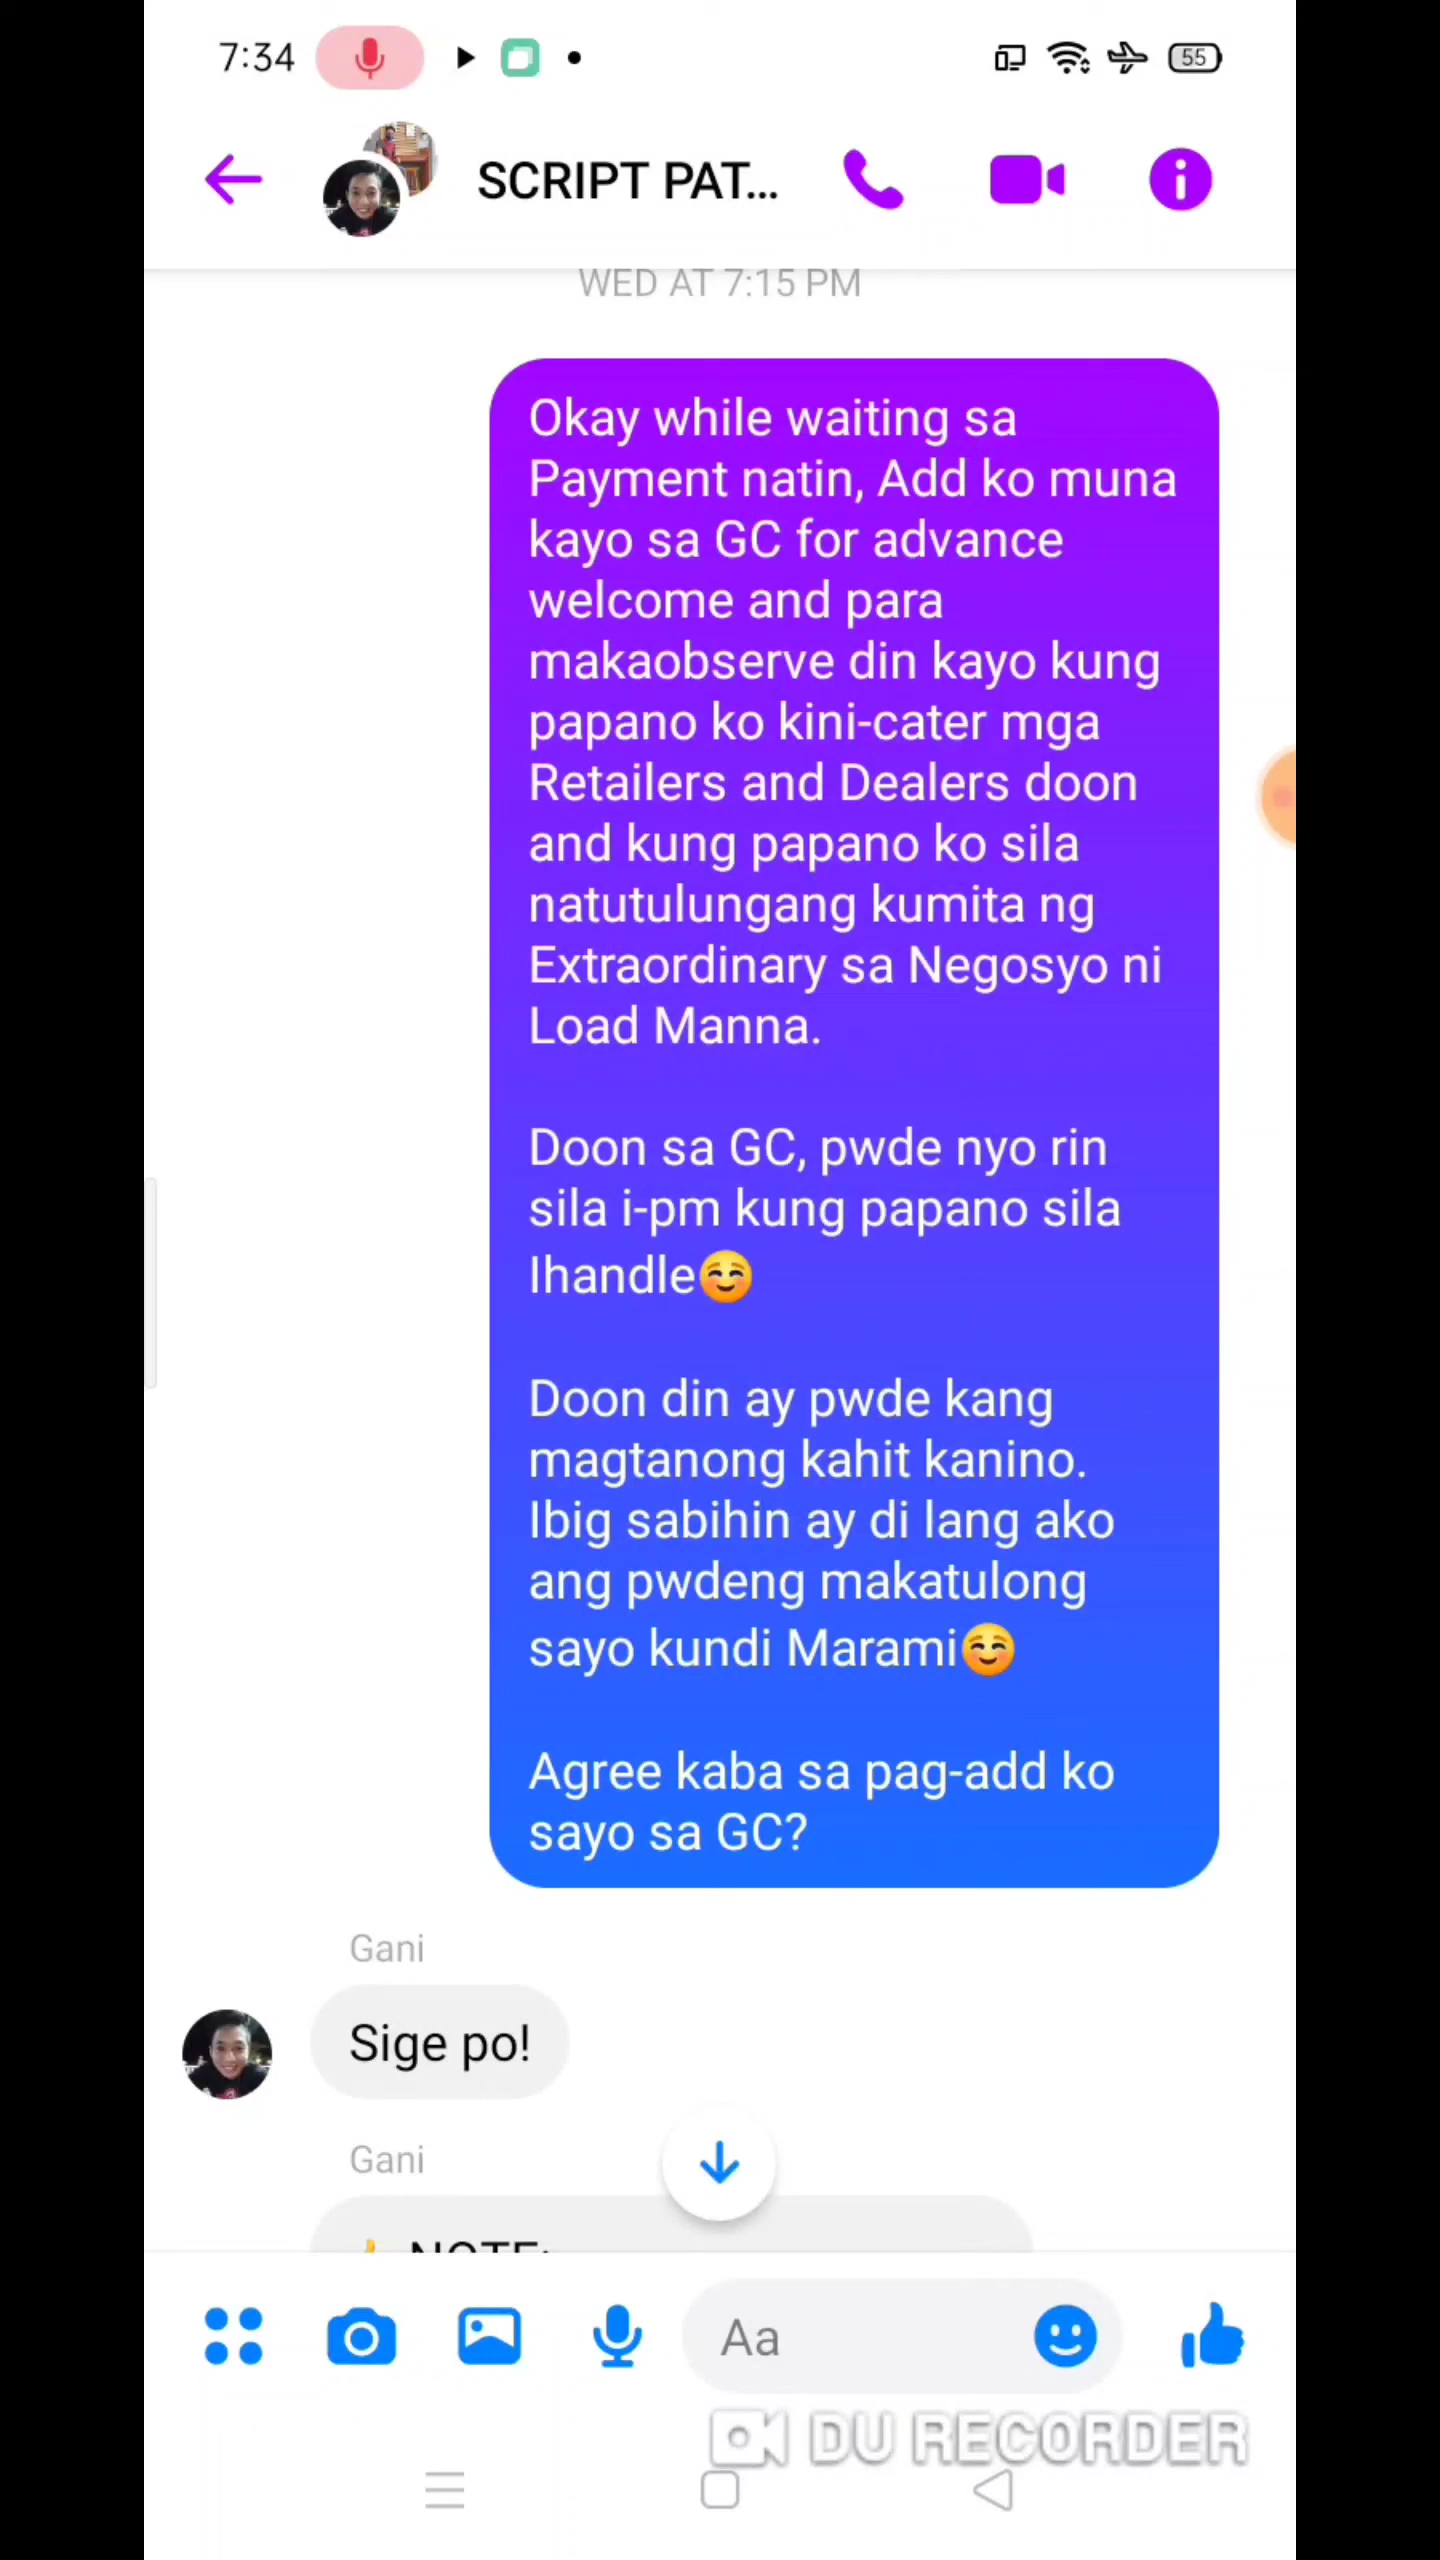 7:34
55
SCRIPT PAT...
WED AT 7:15 PM
Okay while waiting sa
Payment natin, Add ko muna
kayo sa GC for advance
welcome and para
makaobserve din kayo kung
papano ko kini-cater mga
Retailers and Dealers doon
and kung papano ko sila
natutulungang kumita ng
Extraordinary sa Negosyo ni
Load Manna.
Doon sa GC, pwde nyo rin
sila i-pm kung papano sila
Ihandle☺️
Doon din ay pwde kang
magtanong kahit kanino.
Ibig sabihin ay di lang ako
ang pwdeng makatulong
sayo kundi Marami☺️
Agree kaba sa pag-add ko
sayo sa GC?
Gani
Sige po!
Gani
NOTE:
Aa
DU RECORDER